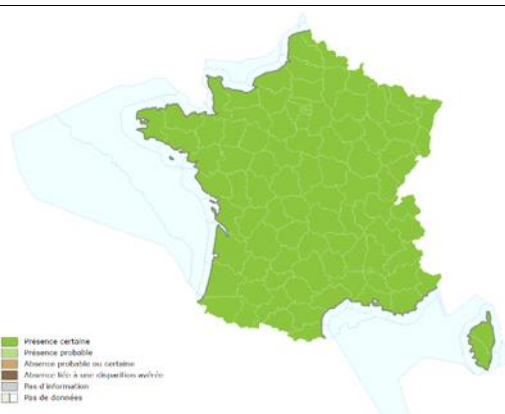 Présence certaine
Présence probable
Absence probable ou certaine
Absence liée à une disparition avérée
Pas d'information
Pas de données